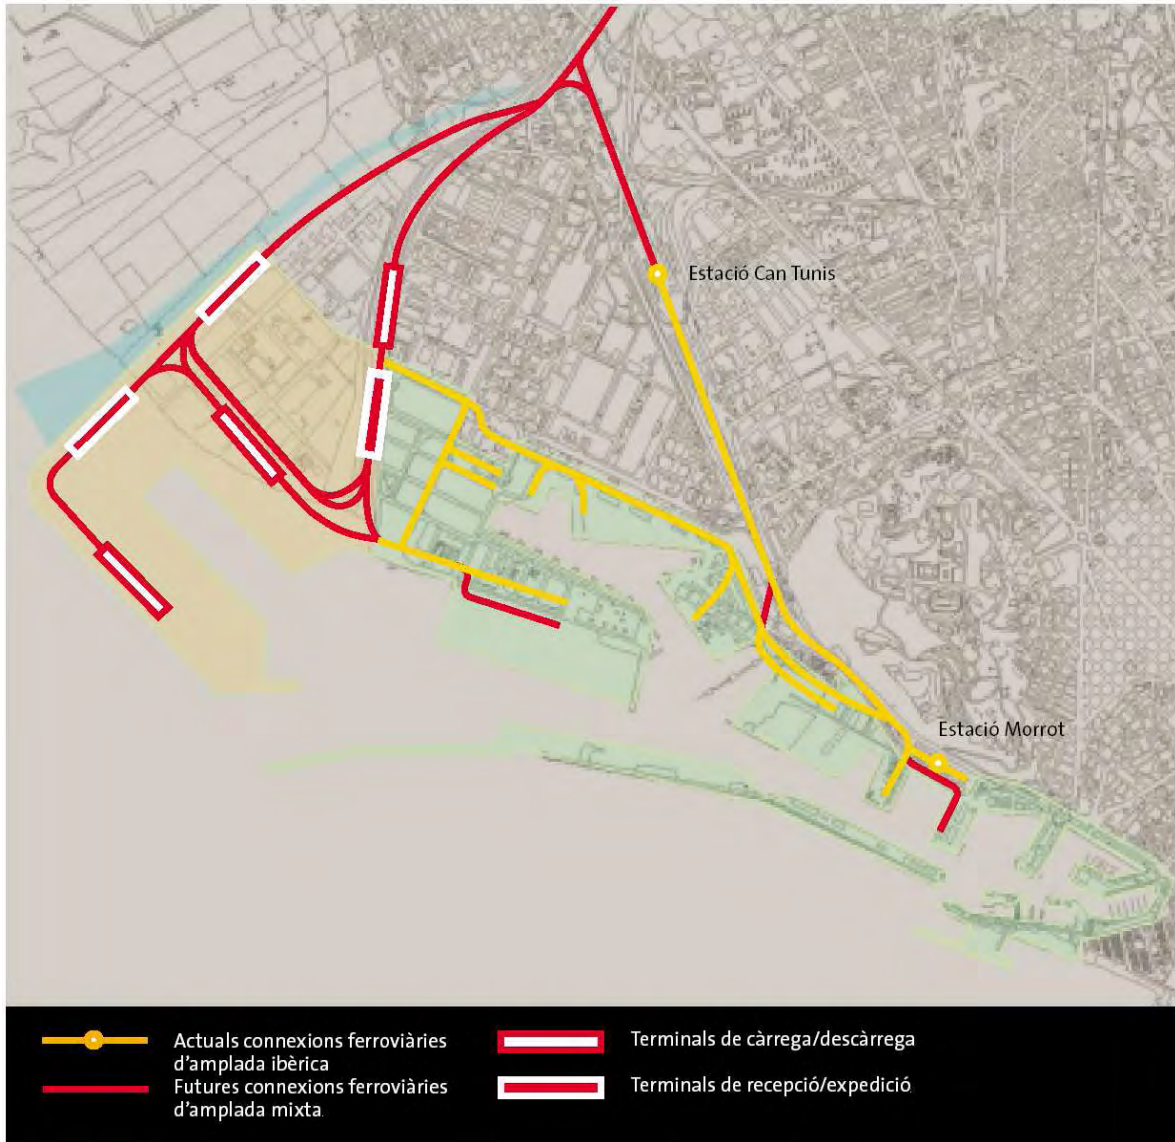 Estació Can Tunis
Estació Morrot
Actuals connexions ferroviàries
d'amplada ibèrica
Futures connexions ferroviàries
d'amplada mixta
Terminals de càrrega/descàrrega
Terminals de recepció/expedició